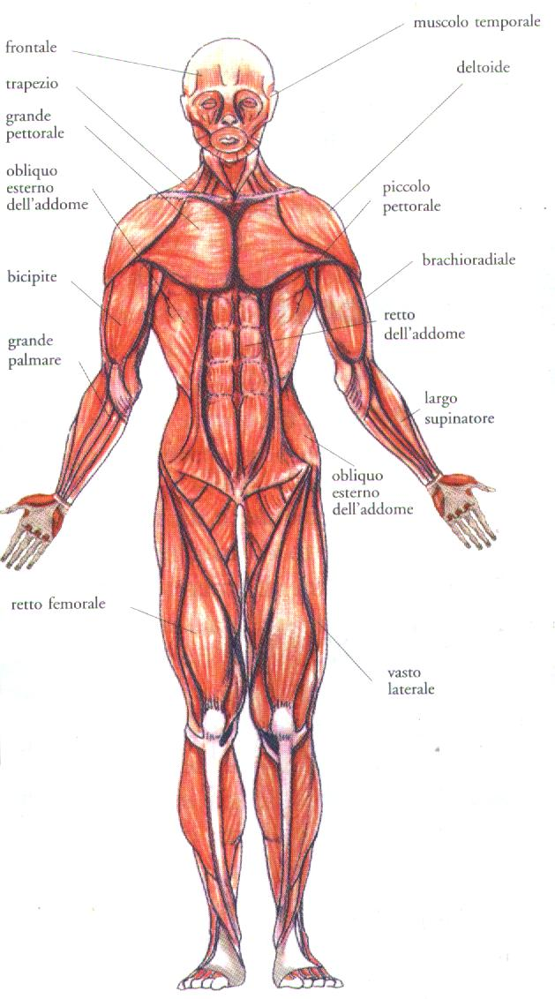 muscolo temporale
frontale
deltoide
trapezio
grande
pettorale
obliquo
esterno
dell'addome
piccolo
pettorale
brachioradiale
bicipite
retto
dell'addome
grande
palmare
largo
supinatore
obliquo
esterno
dell'addome
retto femorale
vasto
laterale